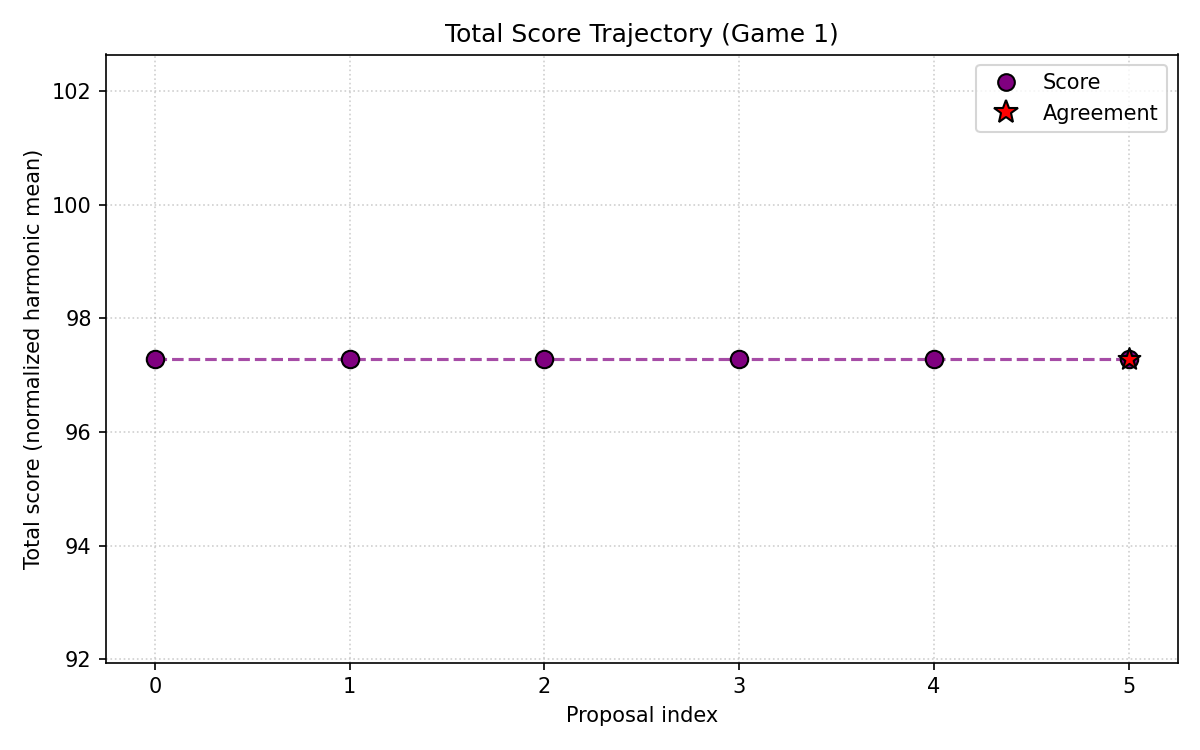 Total Score Trajectory (Game 1)
Score
Agreement
Total score (normalized harmonic mean)
102
100
98
96
94
92
0 1 2 3 4 5
Proposal index